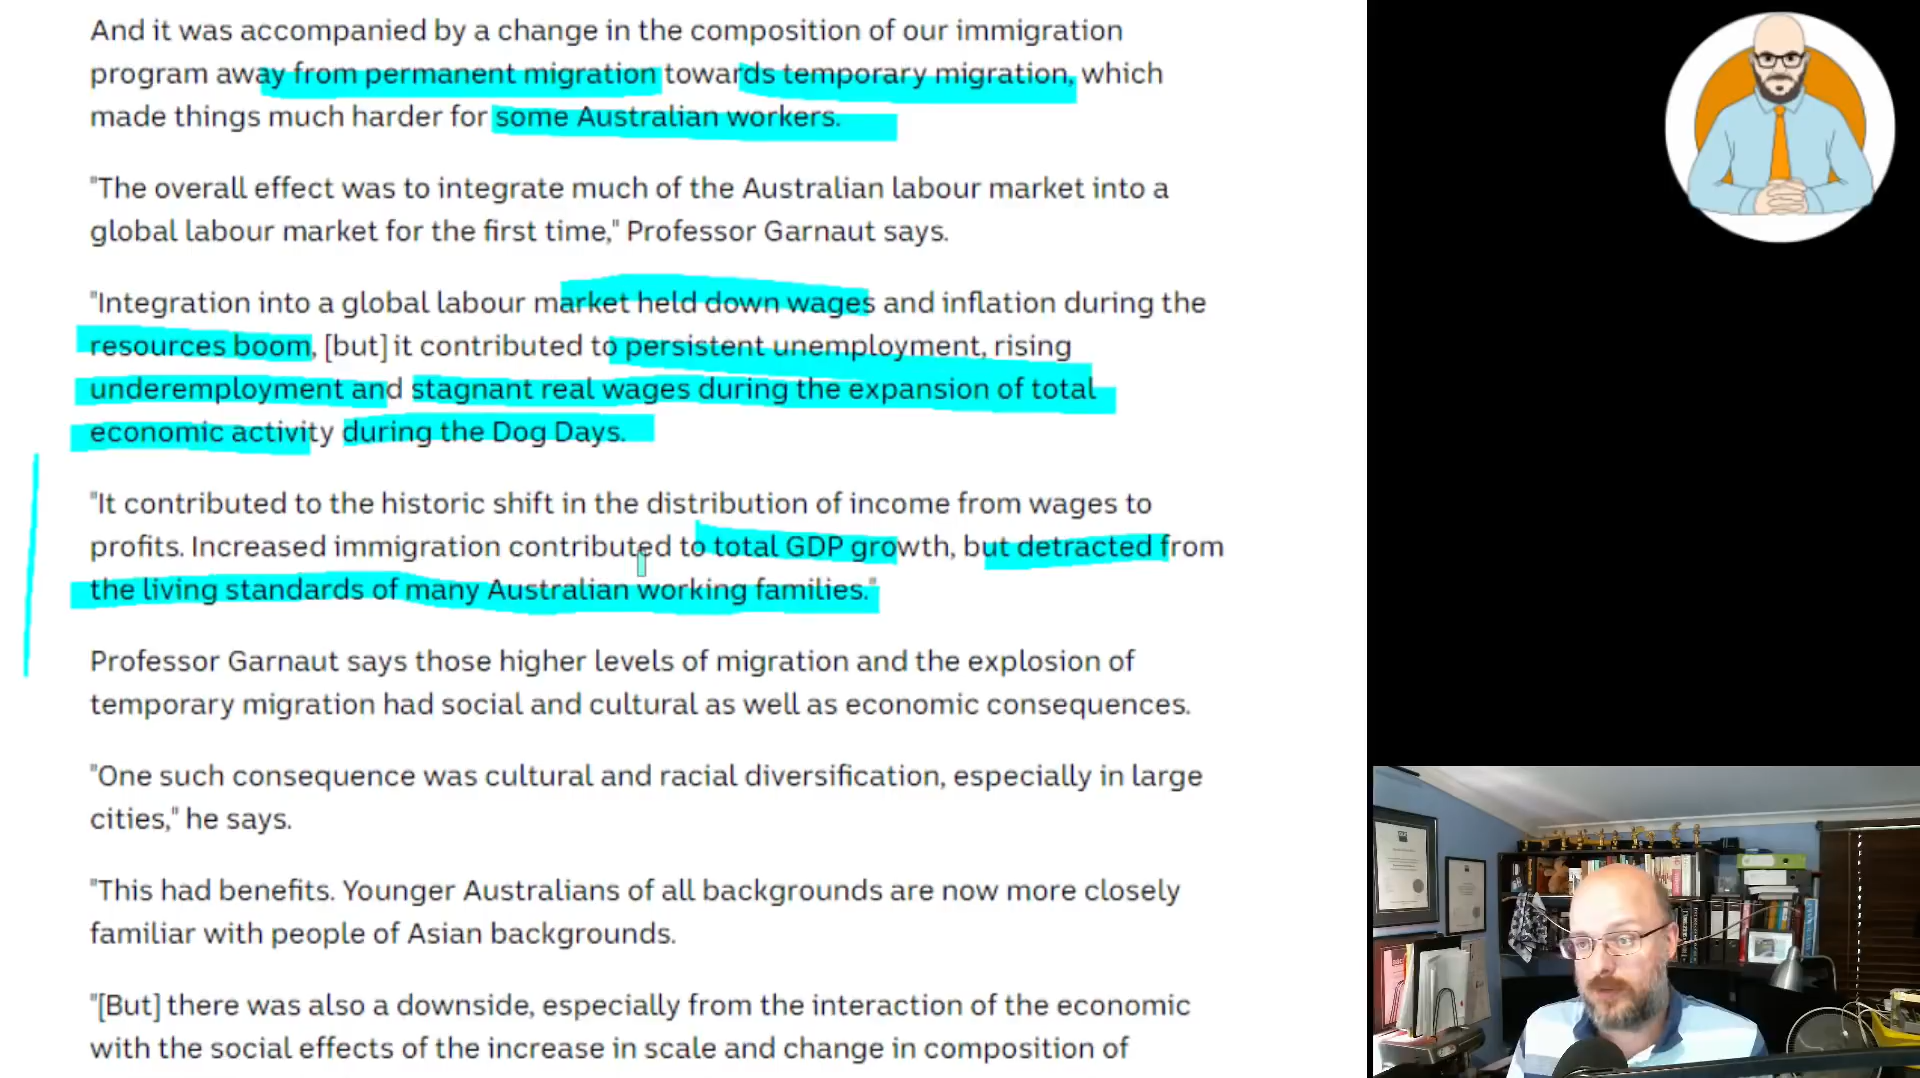 And it was accompanied by a change in the composition of our immigration
program away from permanent migration towards temporary migration, which
made things much harder for some Australian workers.
"The overall effect was to integrate much of the Australian labour market into a
global labour market for the first time," Professor Garnaut says.
"Integration into a global labour market held down wages and inflation during the
resources boom, [but] it contributed to persistent unemployment, rising
underemployment and stagnant real wages during the expansion of total
economic activity during the Dog Days.
"It contributed to the historic shift in the distribution of income from wages to
profits. Increased immigration contributed to total GDP growth, but detracted from
the living standards of many Australian working families."
Professor Garnaut says those higher levels of migration and the explosion of
temporary migration had social and cultural as well as economic consequences.
"One such consequence was cultural and racial diversification, especially in large
cities," he says.
"This had benefits. Younger Australians of all backgrounds are now more closely
familiar with people of Asian backgrounds.
"[But] there was also a downside, especially from the interaction of the economic
with the social effects of the increase in scale and change in composition of